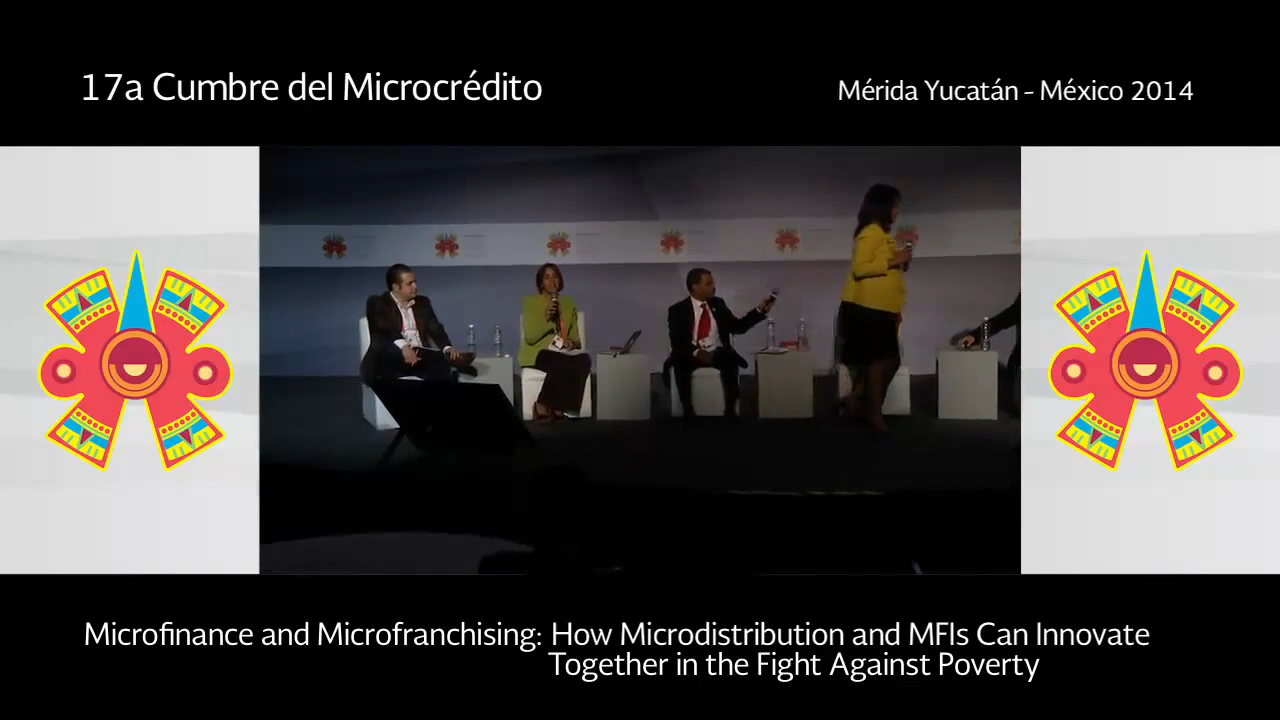 17a Cumbre del Microcrédito
Mérida Yucatán - México 2014
Microfinance and Microfranchising: How Microdistribution and MFIs Can Innovate
Together in the Fight Against Poverty